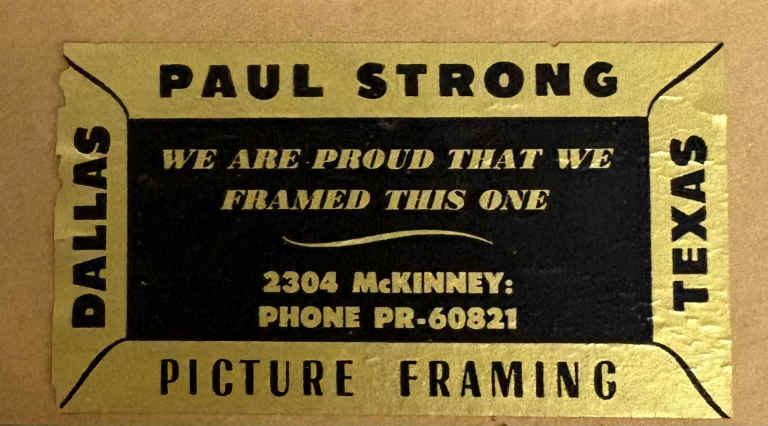 PAUL STRONG
DALLAS
WE ARE PROUD THAT WE
FRAMED THIS ONE
2304 McKINNEY:
PHONE PR-60821
TEXAS
PICTURE FRAMING